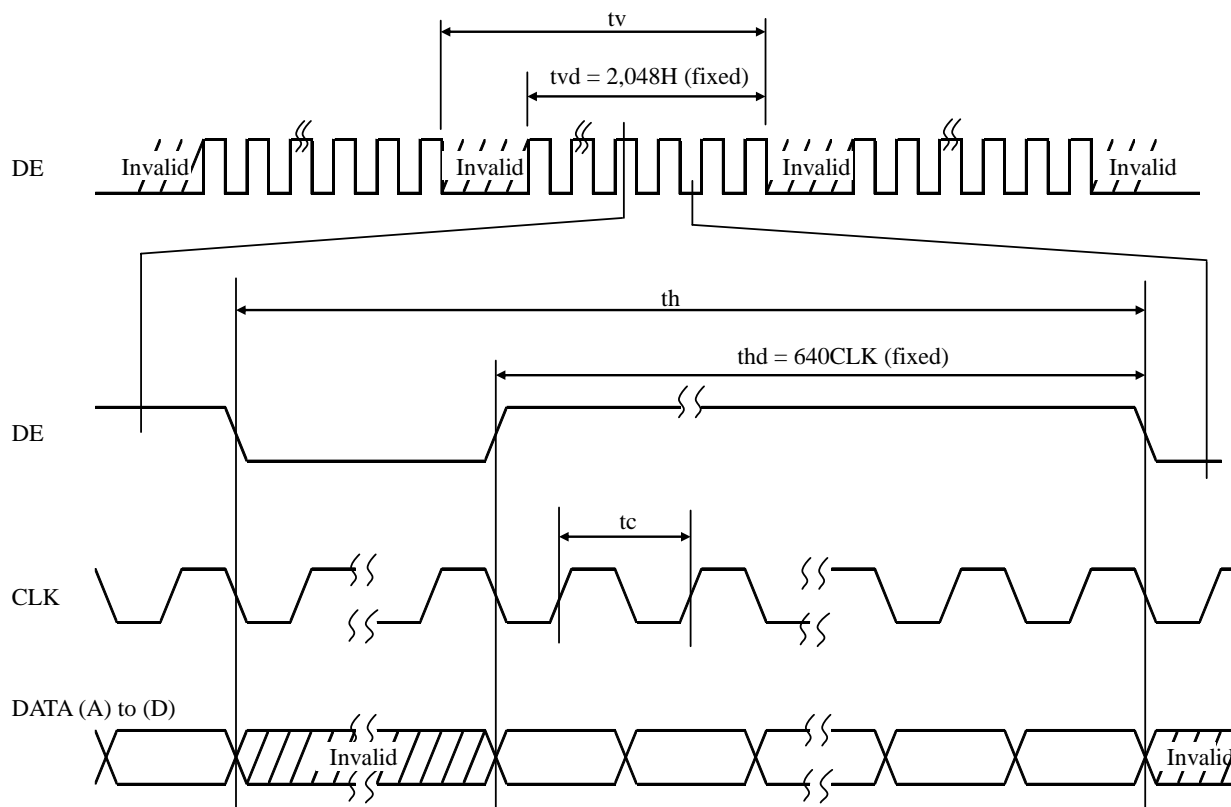 tv
tvd = 2,048H (fixed)
DE
Invalid
Invalid
Invalid
Invalid
th
thd = 640CLK (fixed)
DE
tc
CLK
DATA (A) to (D)
Invalid
Invalid